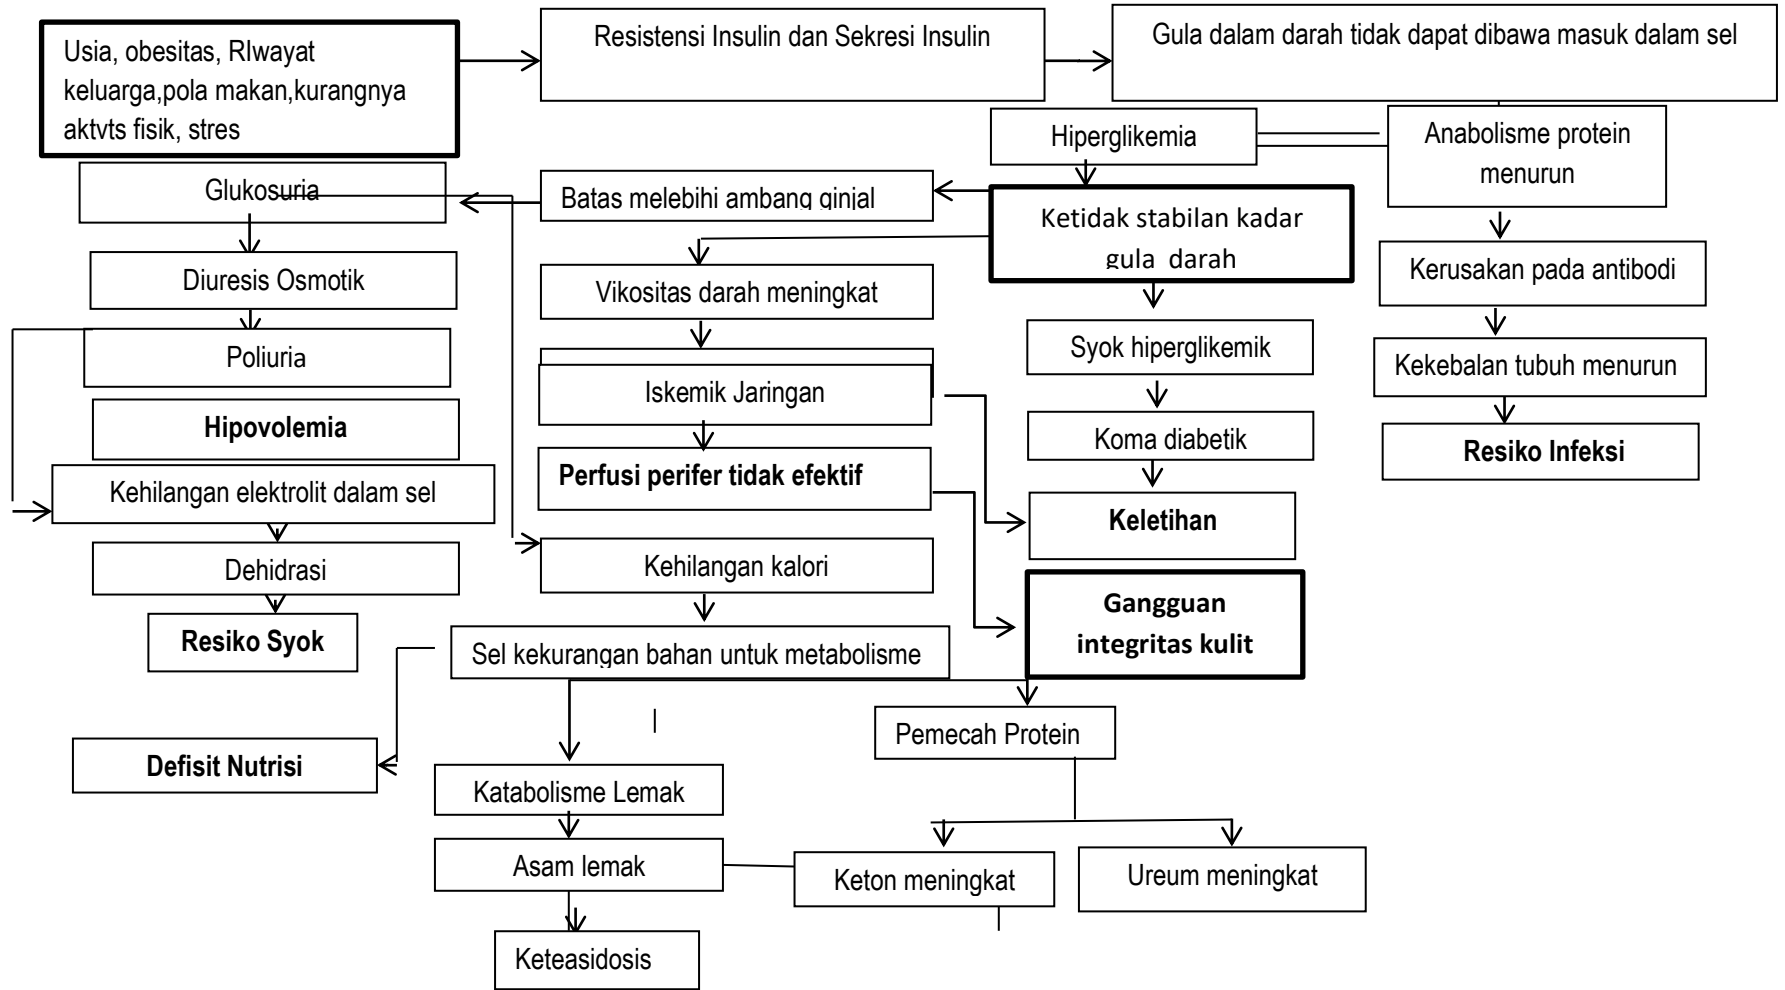 Usia, obesitas, RIwayat
keluarga,pola makan,kurangnya
aktvts fisik, stres
Resistensi Insulin dan Sekresi Insulin
Gula dalam darah tidak dapat dibawa masuk dalam sel
Hiperglikemia
Anabolisme protein
menurun
Glukosuria
Batas melebihi ambang ginjal
Ketidak stabilan kadar
gula darah
Diuresis Osmotik
Vikositas darah meningkat
Kerusakan pada antibodi
Poliuria
Syok hiperglikemik
Kekebalan tubuh menurun
Iskemik Jaringan
Hipovolemia
Koma diabetik
Resiko Infeksi
Perfusi perifer tidak efektif
Kehilangan elektrolit dalam sel
Keletihan
Dehidrasi
Kehilangan kalori
Gangguan
integritas kulit
Resiko Syok
Sel kekurangan bahan untuk metabolisme
Pemecah Protein
Defisit Nutrisi
Katabolisme Lemak
Asam lemak
Keton meningkat
Ureum meningkat
Keteasidosis